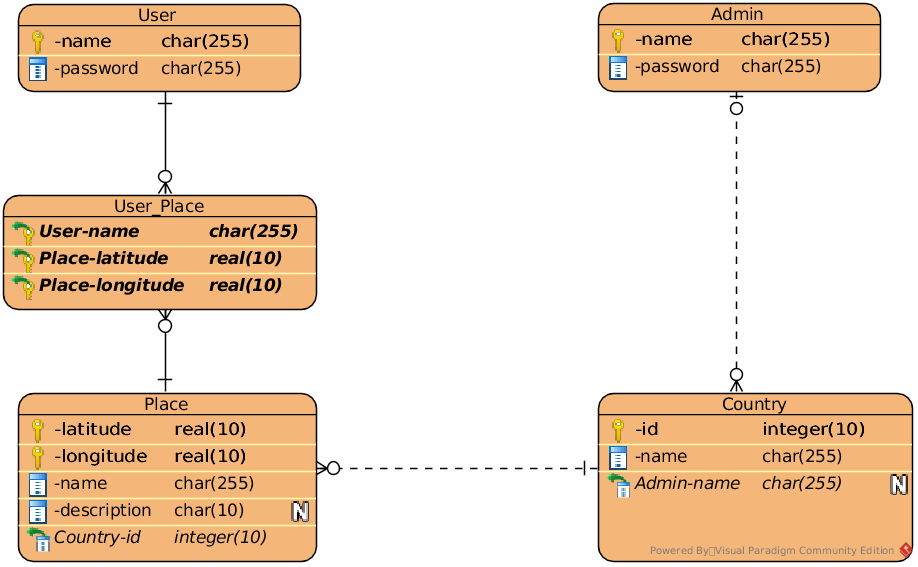 User
-name char(255)
-password char(255)
Admin
-name char(255)
-password char(255)
User_Place
User-name char(255)
Place-latitude real(10)
Place-longitude real(10)
Place
-latitude real(10)
-longitude real(10)
-name char(255)
-description char(10) N
Country-id integer(10)
Country
-id integer(10)
-name char(255)
Admin-name char(255) N
Powered By Visual Paradigm Community Edition